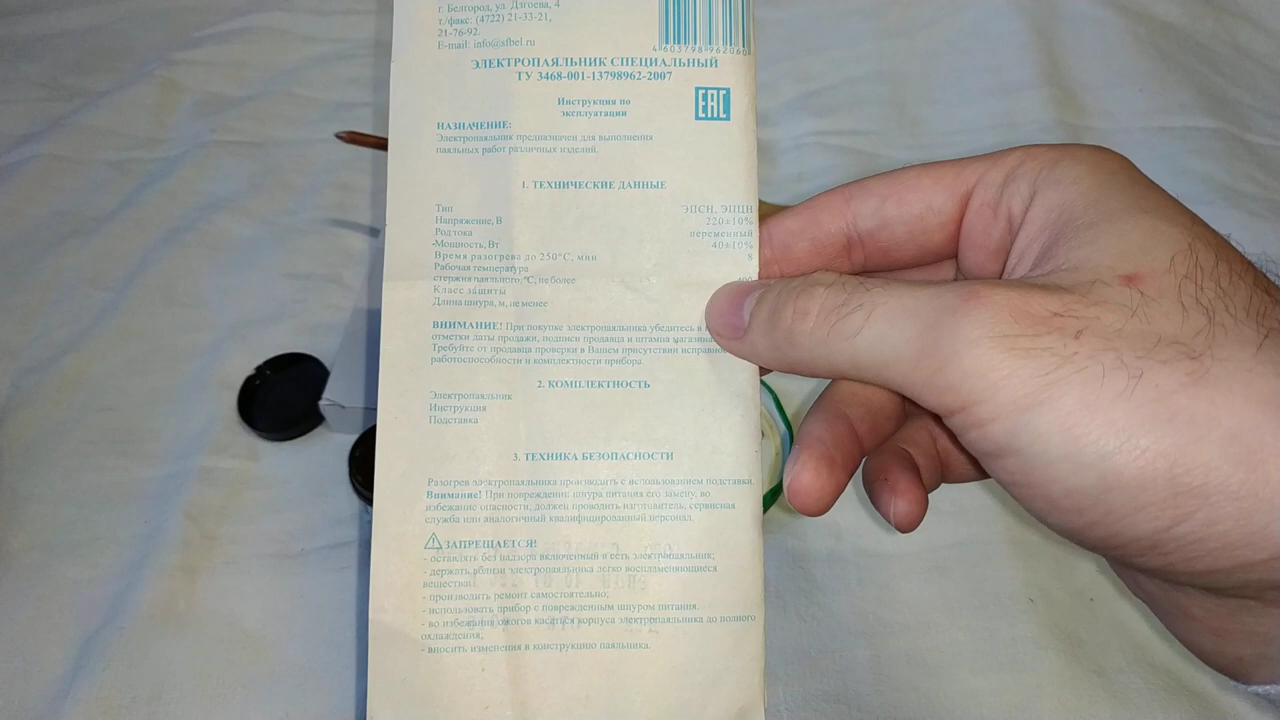 г. Белгород, ул. Дзгоева, 4
т./факс: (4722) 21-33-21,
21-76-92.
E-mail: info@sfbel.ru
4 603798 962060
ЭЛЕКТРОПАЯЛЬНИК СПЕЦИАЛЬНЫЙ
ТУ 3468-001-13798962-2007
EAC
Инструкция по
эксплуатации
НАЗНАЧЕНИЕ:
Электропаяльник предназначен для выполнения
паяльных работ различных изделий.
1. ТЕХНИЧЕСКИЕ ДАННЫЕ
Тип ЭПСН, ЭПЦН
Напряжение, В 220±10%
Род тока переменный
Мощность, Вт 40±10%
Время разогрева до 250°С, мин 8
Рабочая температура
стержня паяльного, °С, не более
Класс защиты
Длина шнура, м, не менее
ВНИМАНИЕ! При покупке электропаяльника убедитесь в
отметки даты продажи, подписи продавца и штампа магазина
Требуйте от продавца проверки в Вашем присутствии исправно
работоспособности и комплектности прибора.
2. КОМПЛЕКТНОСТЬ
Электропаяльник
Инструкция
Подставка
3. ТЕХНИКА БЕЗОПАСНОСТИ
Разогрев электропаяльника производить с использованием подставки.
Внимание! При повреждении шнура питания его замену, во
избежание опасности, должен проводить изготовитель, сервисная
служба или аналогичный квалифицированный персонал.
ЗАПРЕЩАЕТСЯ!
- оставлять без надзора включенный в сеть электропаяльник;
- держать вблизи электропаяльника легко воспламеняющиеся
вещества;
- производить ремонт самостоятельно;
- использовать прибор с поврежденным шнуром питания.
- во избежания ожогов касаться корпуса электропаяльника до полного
охлаждения;
- вносить изменения в конструкцию паяльника.